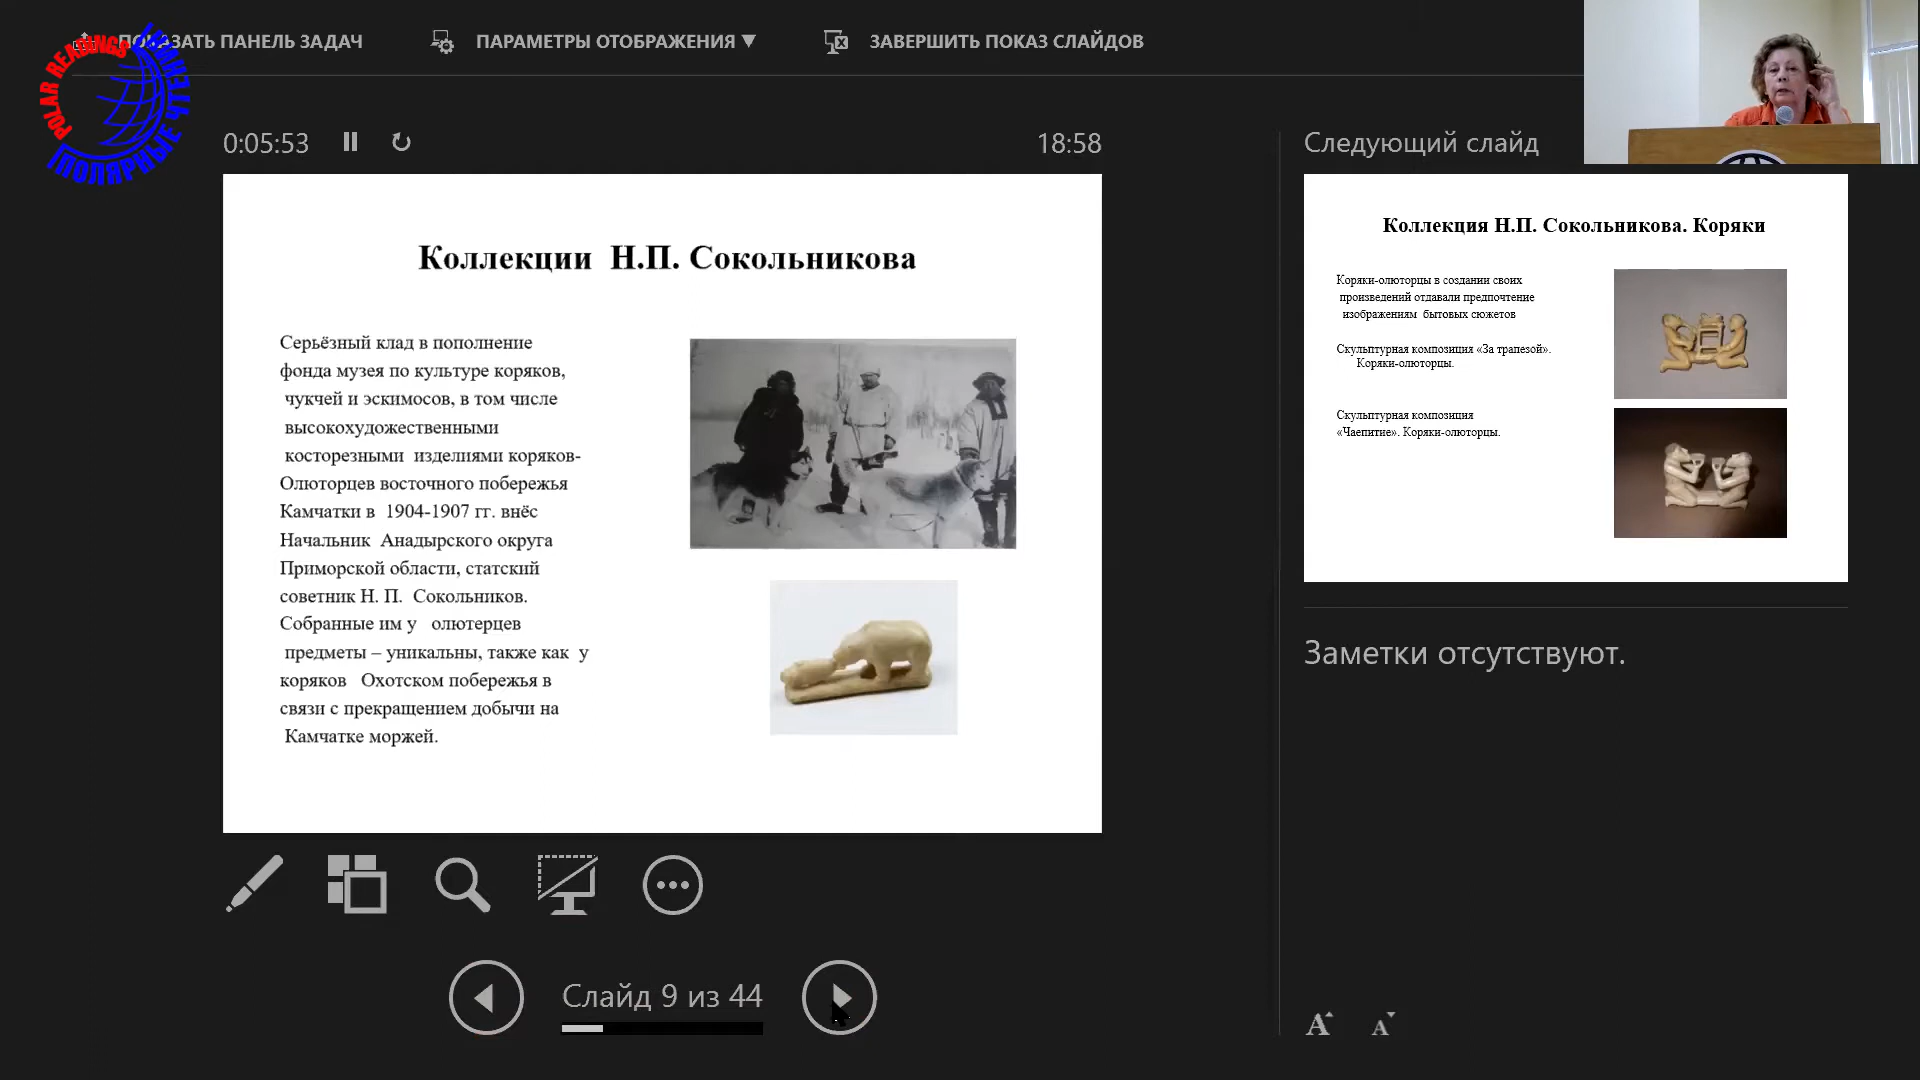 ПОКАЗАТЬ ПАНЕЛЬ ЗАДАЧ
ПАРАМЕТРЫ ОТОБРАЖЕНИЯ
ЗАВЕРШИТЬ ПОКАЗ СЛАЙДОВ
POLAR READINGS
ПОЛЯРНЫЕ ЧТЕНИЯ
0:05:53
18:58
Коллекции Н.П. Сокольникова
Серьёзный клад в пополнение
фонда музея по культуре коряков,
чукчей и эскимосов, в том числе
высокохудожественными
косторезными изделиями коряков-
Олюторцев восточного побережья
Камчатки в 1904-1907 гг. внёс
Начальник Анадырского округа
Приморской области, статский
советник Н. П. Сокольников.
Собранные им у олютерцев
предметы – уникальны, также как у
коряков Охотском побережья в
связи с прекращением добычи на
Камчатке моржей.
Слайд 9 из 44
Следующий слайд
Коллекция Н.П. Сокольникова. Коряки
Коряки-олюторцы в создании своих
произведений отдавали предпочтение
изображениям бытовых сюжетов
Скульптурная композиция «За трапезой».
Коряки-олюторцы.
Скульптурная композиция
«Чаепитие». Коряки-олюторцы.
Заметки отсутствуют.
A A